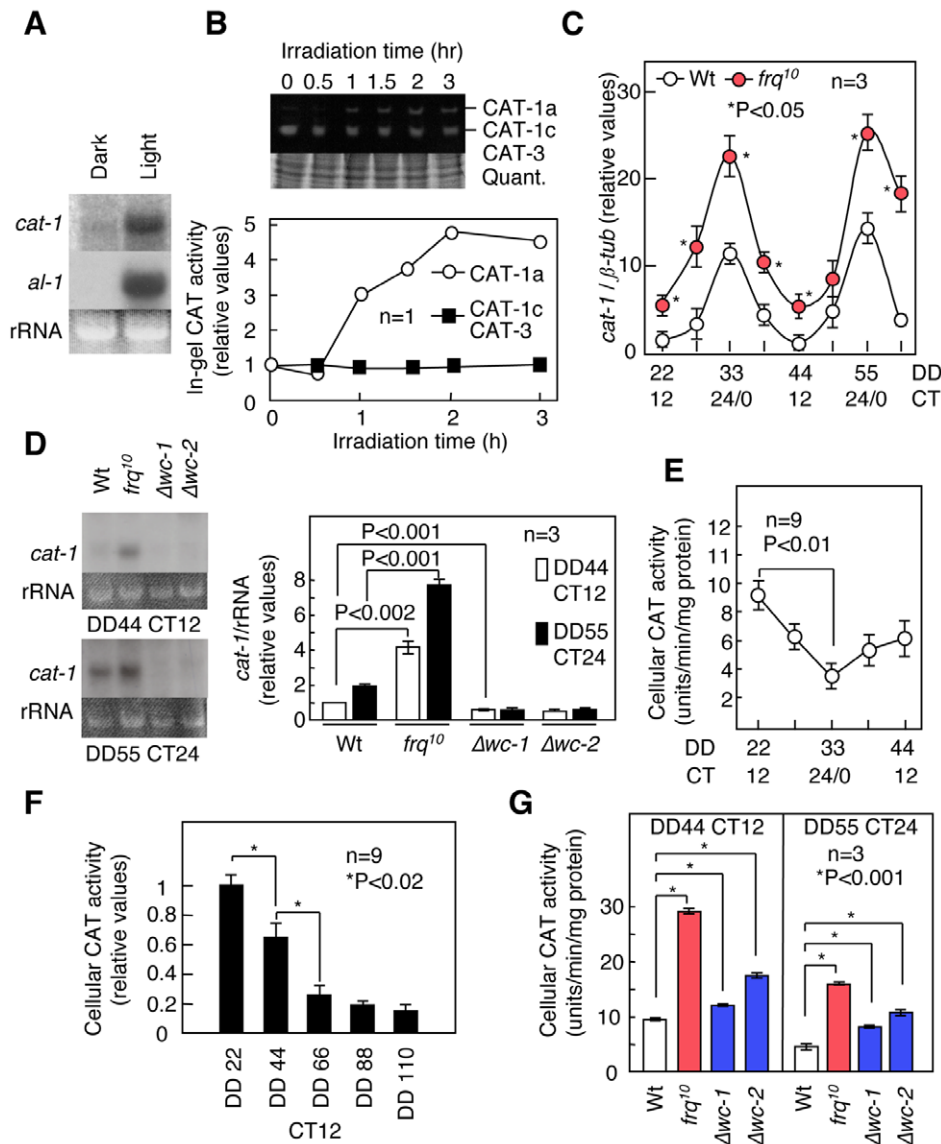 A
Dark
Light
cat-1
al-1
rRNA
B
Irradiation time (hr)
0 0.5 1 1.5 2 3
CAT-1a
CAT-1c
CAT-3
Quant.
In-gel CAT activity
(relative values)
5
4
3
2
1
0
CAT-1a
n=1
CAT-1c
CAT-3
0 1 2 3
Irradiation time (h)
C
Wt frq10 n=3
*P<0.05
cat-1 / β-tub (relative values)
30
20
10
0
* * * * * * *
22 33 44 55 DD
12 24/0 12 24/0 CT
D
Wt
frq10
Δwc-1
Δwc-2
cat-1
rRNA
DD44 CT12
cat-1
rRNA
DD55 CT24
cat-1/rRNA
(relative values)
8
6
4
2
0
P<0.001
P<0.001
P<0.002
n=3
DD44
CT12
DD55
CT24
Wt frq10 Δwc-1 Δwc-2
E
Cellular CAT activity
(units/min/mg protein)
12
10
8
6
4
2
0
n=9
P<0.01
DD 22 33 44
CT 12 24/0 12
F
Cellular CAT activity
(relative values)
1
0.8
0.6
0.4
0.2
0
*
*
n=9
*P<0.02
DD 22
DD 44
DD 66
DD 88
DD 110
CT12
G
Cellular CAT activity
(units/min/mg protein)
30
20
10
0
DD44 CT12
*
*
*
DD55 CT24
n=3
*P<0.001
*
*
*
Wt
frq10
Δwc-1
Δwc-2
Wt
frq10
Δwc-1
Δwc-2